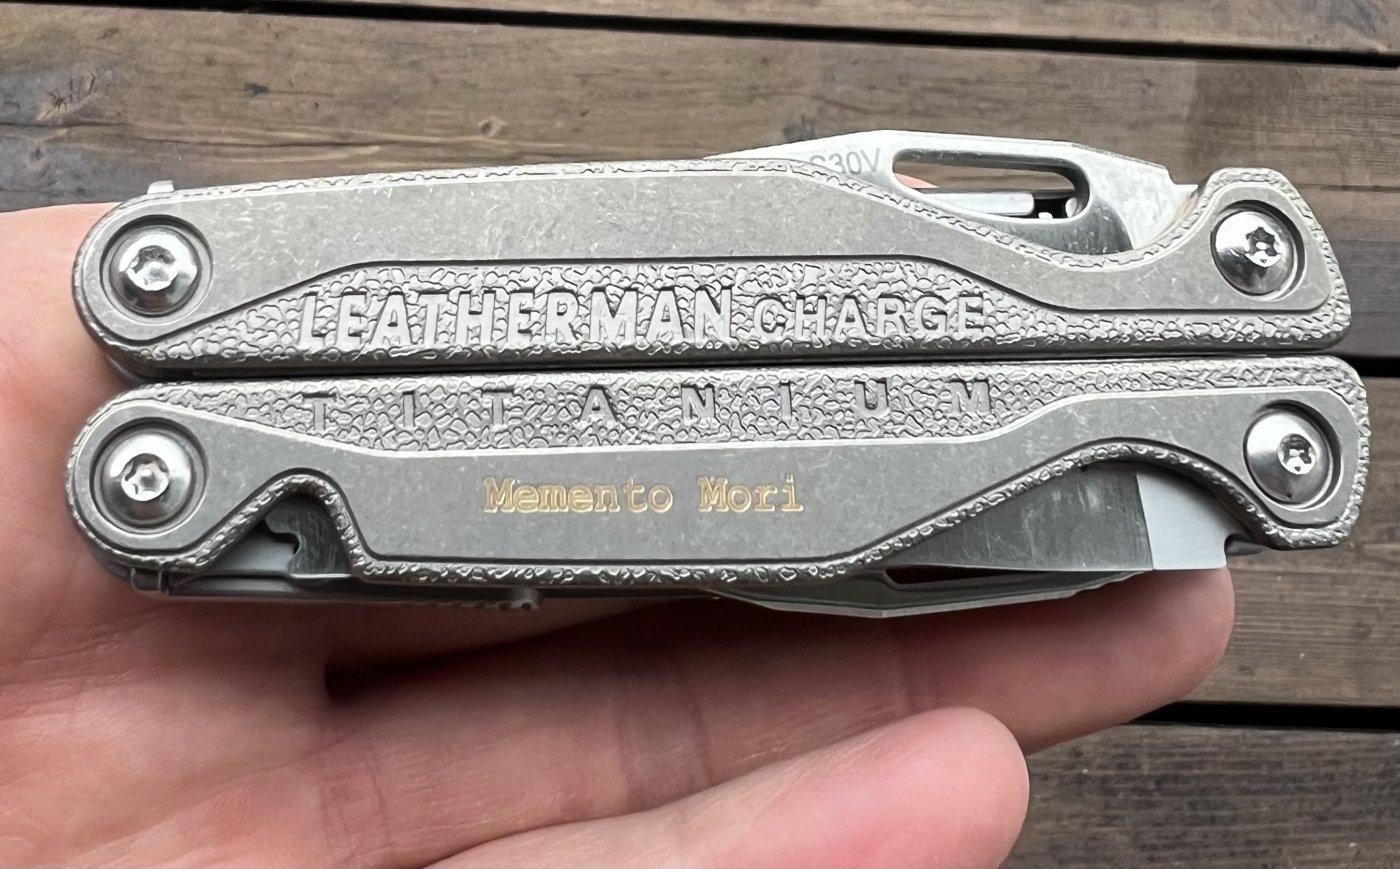 S30V
LEATHERMAN CHARGE
TITANIUM
Memento Mori